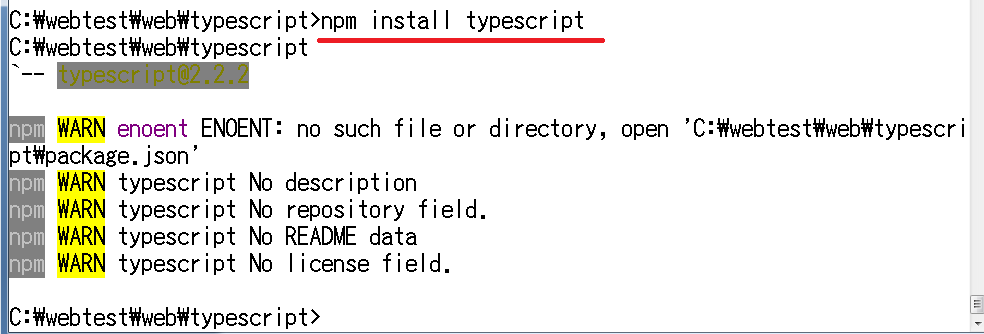 C:₩webtest₩web₩typescript>npm install typescript
C:₩webtest₩web₩typescript
`-- typescript@2.2.2
npm WARN enoent ENOENT: no such file or directory, open 'C:₩webtest₩web₩typescri
pt₩package.json'
npm WARN typescript No description
npm WARN typescript No repository field.
npm WARN typescript No README data
npm WARN typescript No license field.
C:₩webtest₩web₩typescript>